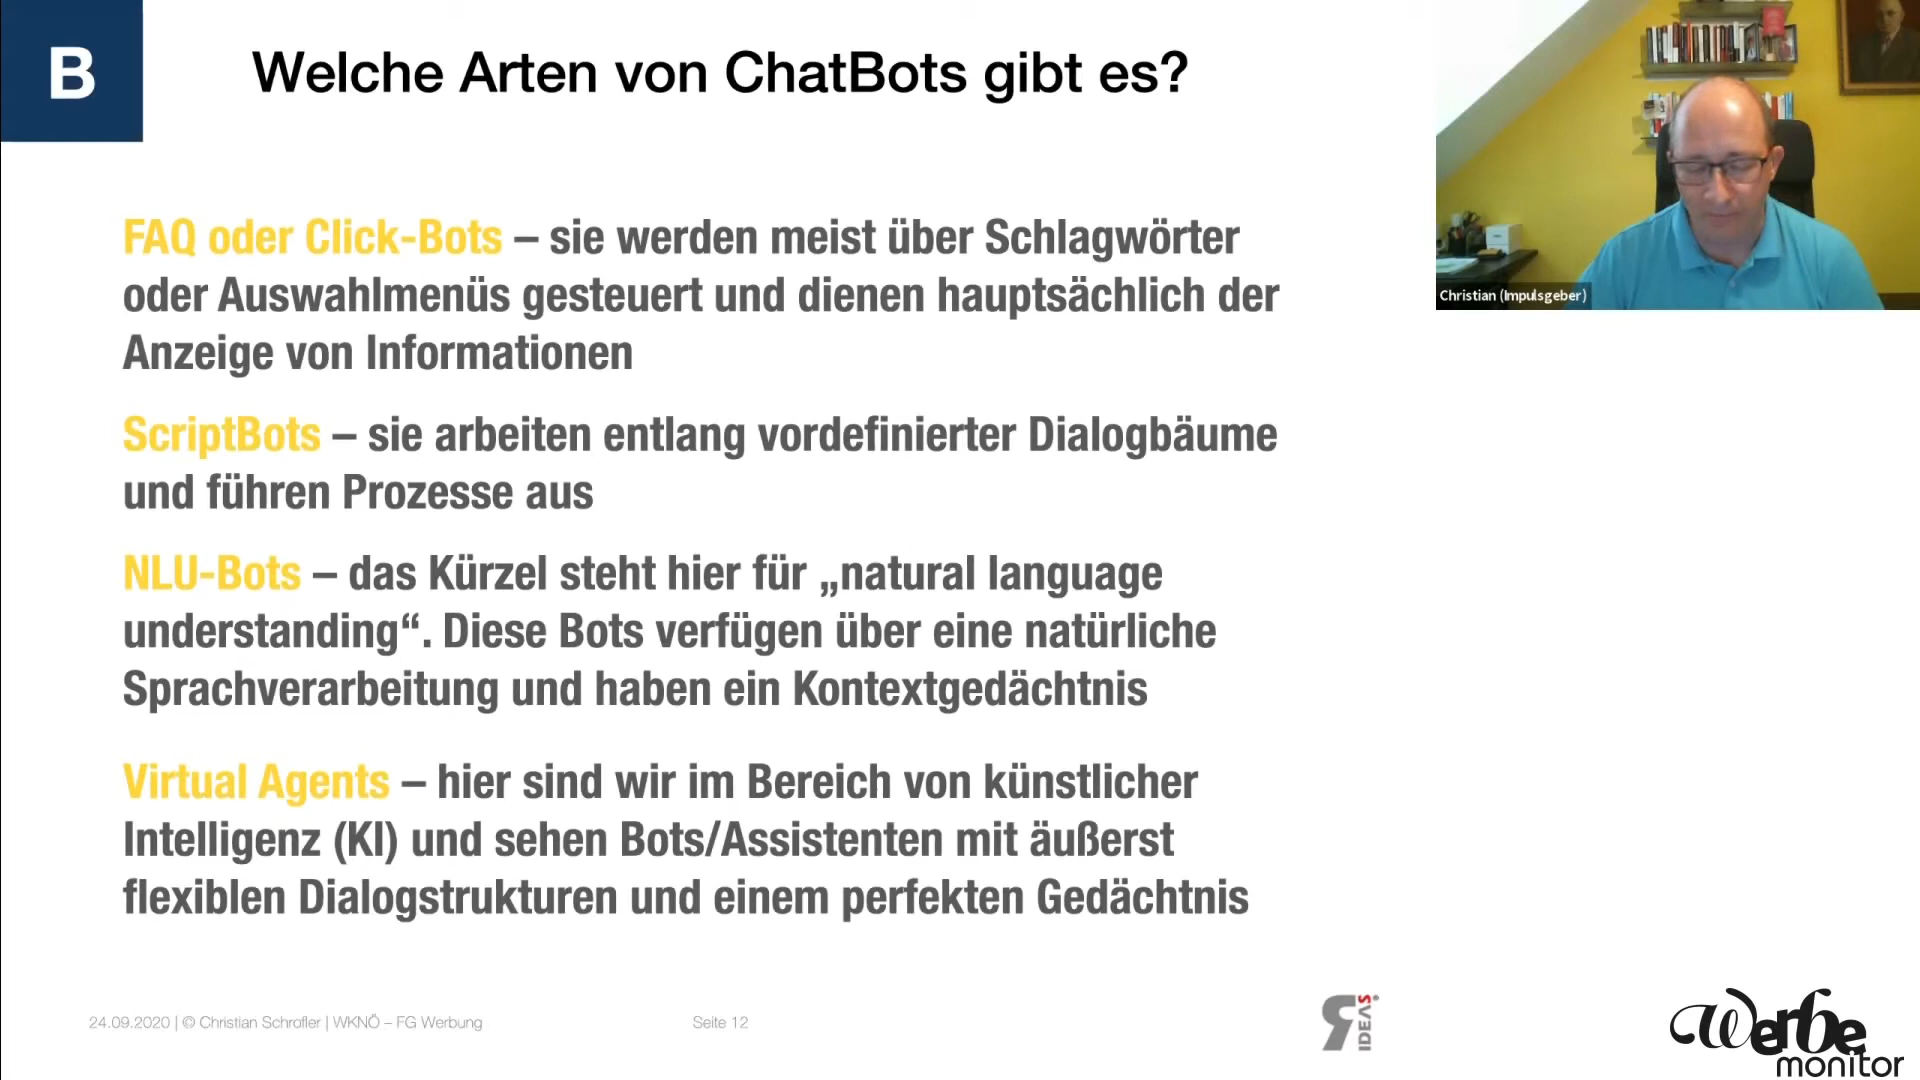 B
Welche Arten von ChatBots gibt es?
FAQ oder Click-Bots – sie werden meist über Schlagwörter
oder Auswahlmenüs gesteuert und dienen hauptsächlich der
Anzeige von Informationen
ScriptBots – sie arbeiten entlang vordefinierter Dialogbäume
und führen Prozesse aus
NLU-Bots – das Kürzel steht hier für „natural language
understanding“. Diese Bots verfügen über eine natürliche
Sprachverarbeitung und haben ein Kontextgedächtnis
Virtual Agents – hier sind wir im Bereich von künstlicher
Intelligenz (KI) und sehen Bots/Assistenten mit äußerst
flexiblen Dialogstrukturen und einem perfekten Gedächtnis
Christian (Impulsgeber)
24.09.2020 | © Christian Schrofler | WKNÖ – FG Werbung
Seite 12
IDEAS
Werbe
monitor